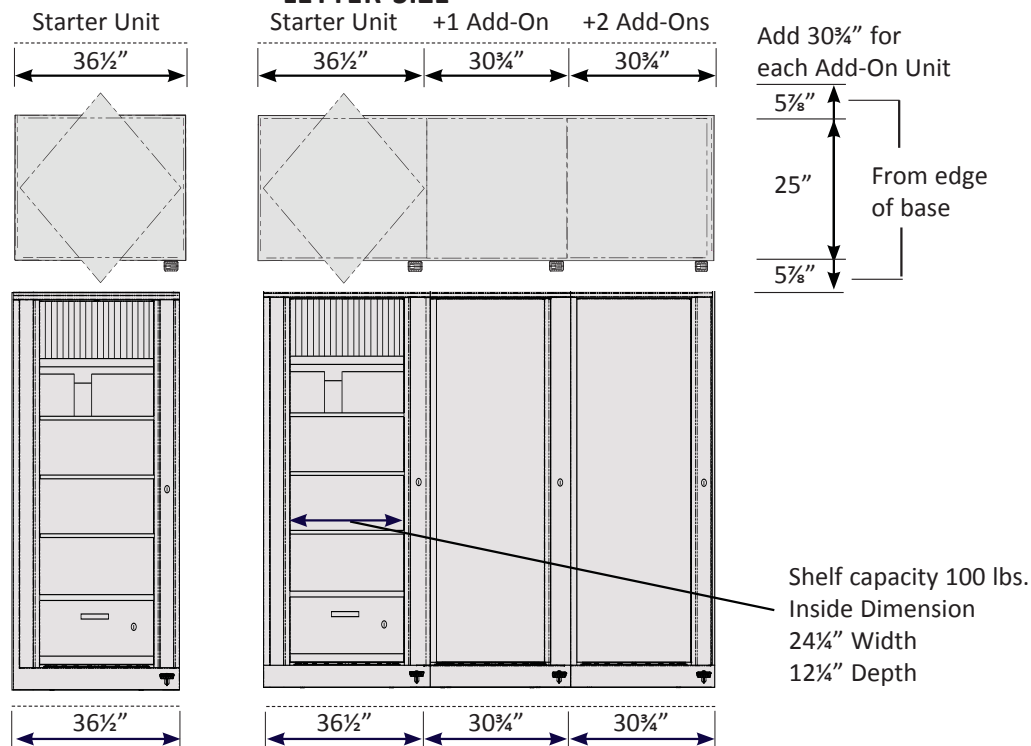 LETTER SIZE
Starter Unit
Starter Unit
+1 Add-On
+2 Add-Ons
36½”
36½”
30¾”
30¾”
Add 30¾” for
each Add-On Unit
5⅞”
25”
From edge
of base
5⅞”
Shelf capacity 100 lbs.
Inside Dimension
24¼” Width
12¼” Depth
36½”
36½”
30¾”
30¾”